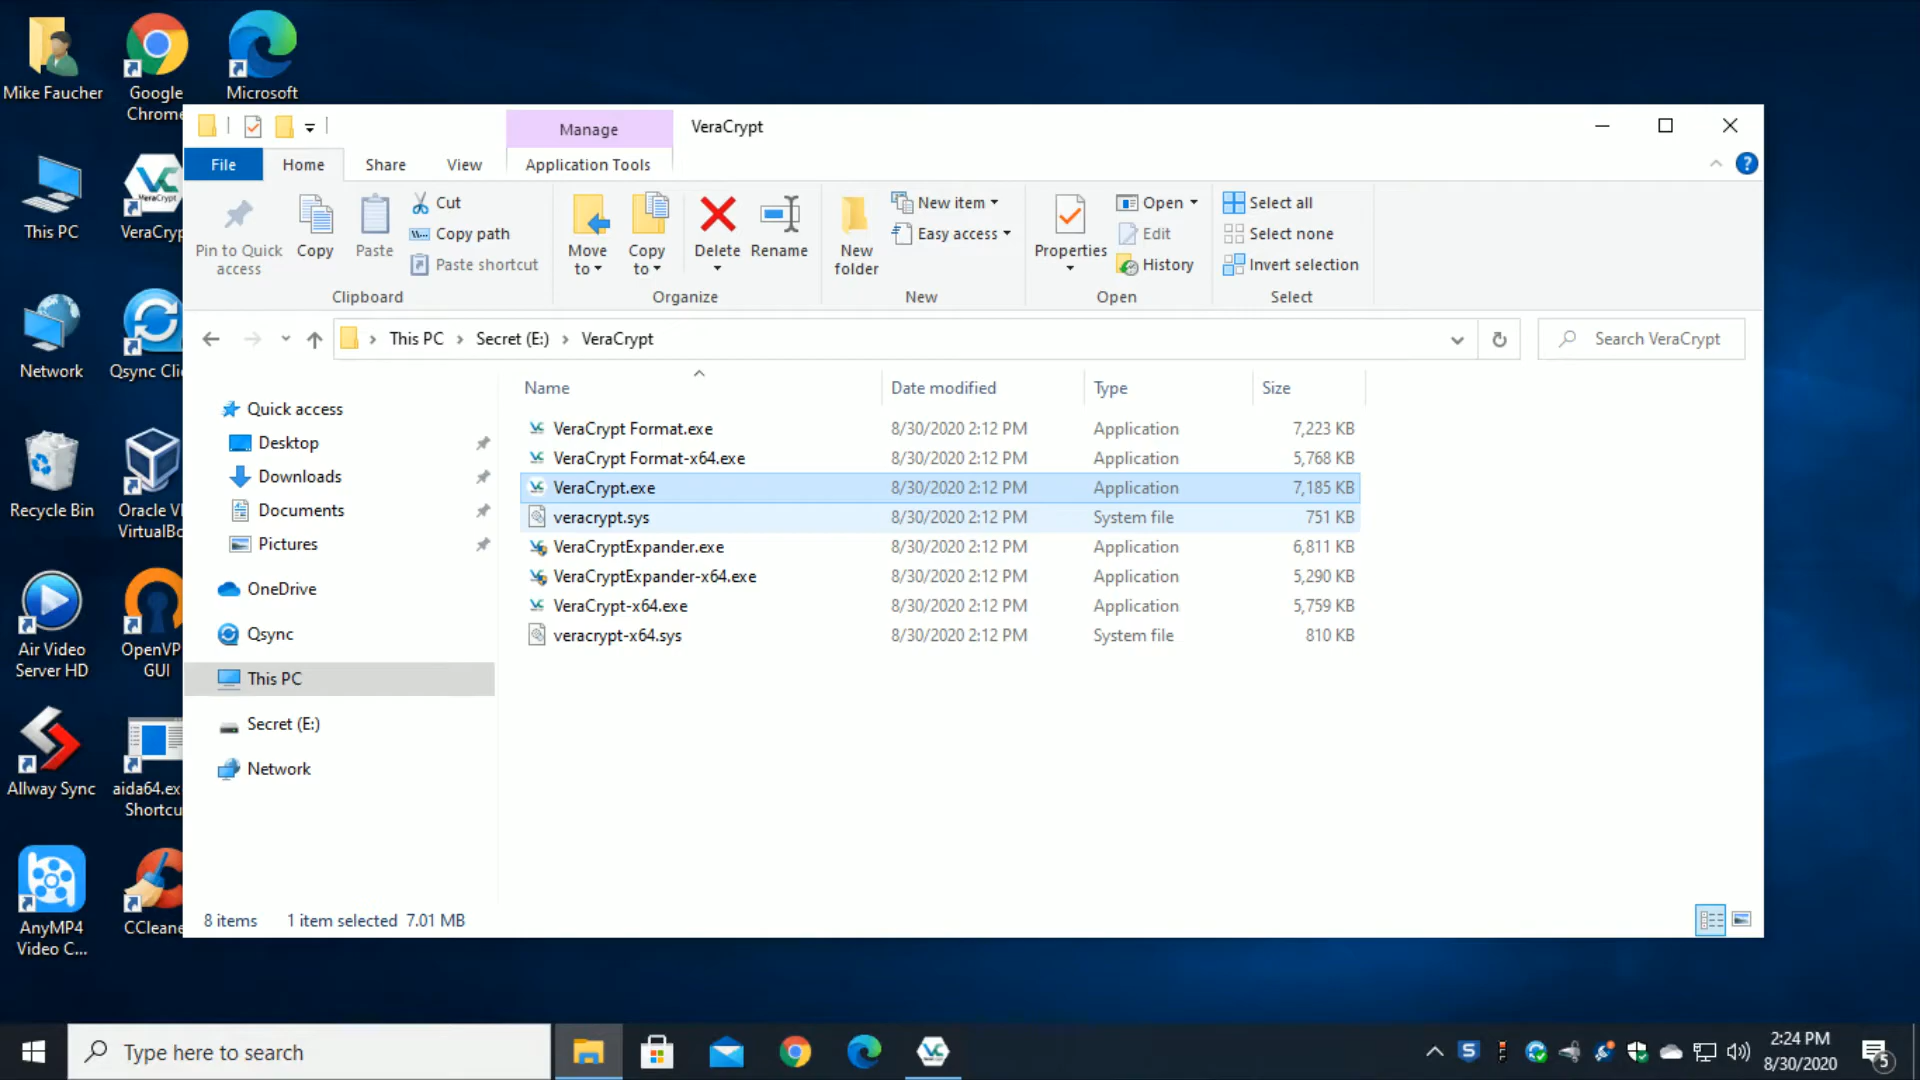 Mike Faucher
Google
Chrome
Microsoft
This PC
VeraCryp
VeraCrypt
Network
Qsync Clie
Recycle Bin
Oracle VI
VirtualBo
Air Video
Server HD
OpenVP
GUI
Allway Sync
aida64.ex
Shortcu
AnyMP4
Video C...
CCleane
Manage
VeraCrypt
File
Home
Share
View
Application Tools
?
Pin to Quick
access
Copy
Paste
Cut
Copy path
Paste shortcut
Clipboard
Move
to
Copy
to
Delete
Rename
Organize
New
folder
New item
Easy access
New
Properties
Open
Edit
History
Open
Select all
Select none
Invert selection
Select
This PC > Secret (E:) > VeraCrypt
Search VeraCrypt
Quick access
Desktop
Downloads
Documents
Pictures
OneDrive
Qsync
This PC
Secret (E:)
Network
Name Date modified Type Size
VeraCrypt Format.exe 8/30/2020 2:12 PM Application 7,223 KB
VeraCrypt Format-x64.exe 8/30/2020 2:12 PM Application 5,768 KB
VeraCrypt.exe 8/30/2020 2:12 PM Application 7,185 KB
veracrypt.sys 8/30/2020 2:12 PM System file 751 KB
VeraCryptExpander.exe 8/30/2020 2:12 PM Application 6,811 KB
VeraCryptExpander-x64.exe 8/30/2020 2:12 PM Application 5,290 KB
VeraCrypt-x64.exe 8/30/2020 2:12 PM Application 5,759 KB
veracrypt-x64.sys 8/30/2020 2:12 PM System file 810 KB
8 items 1 item selected 7.01 MB
Type here to search
S
2:24 PM
8/30/2020
5